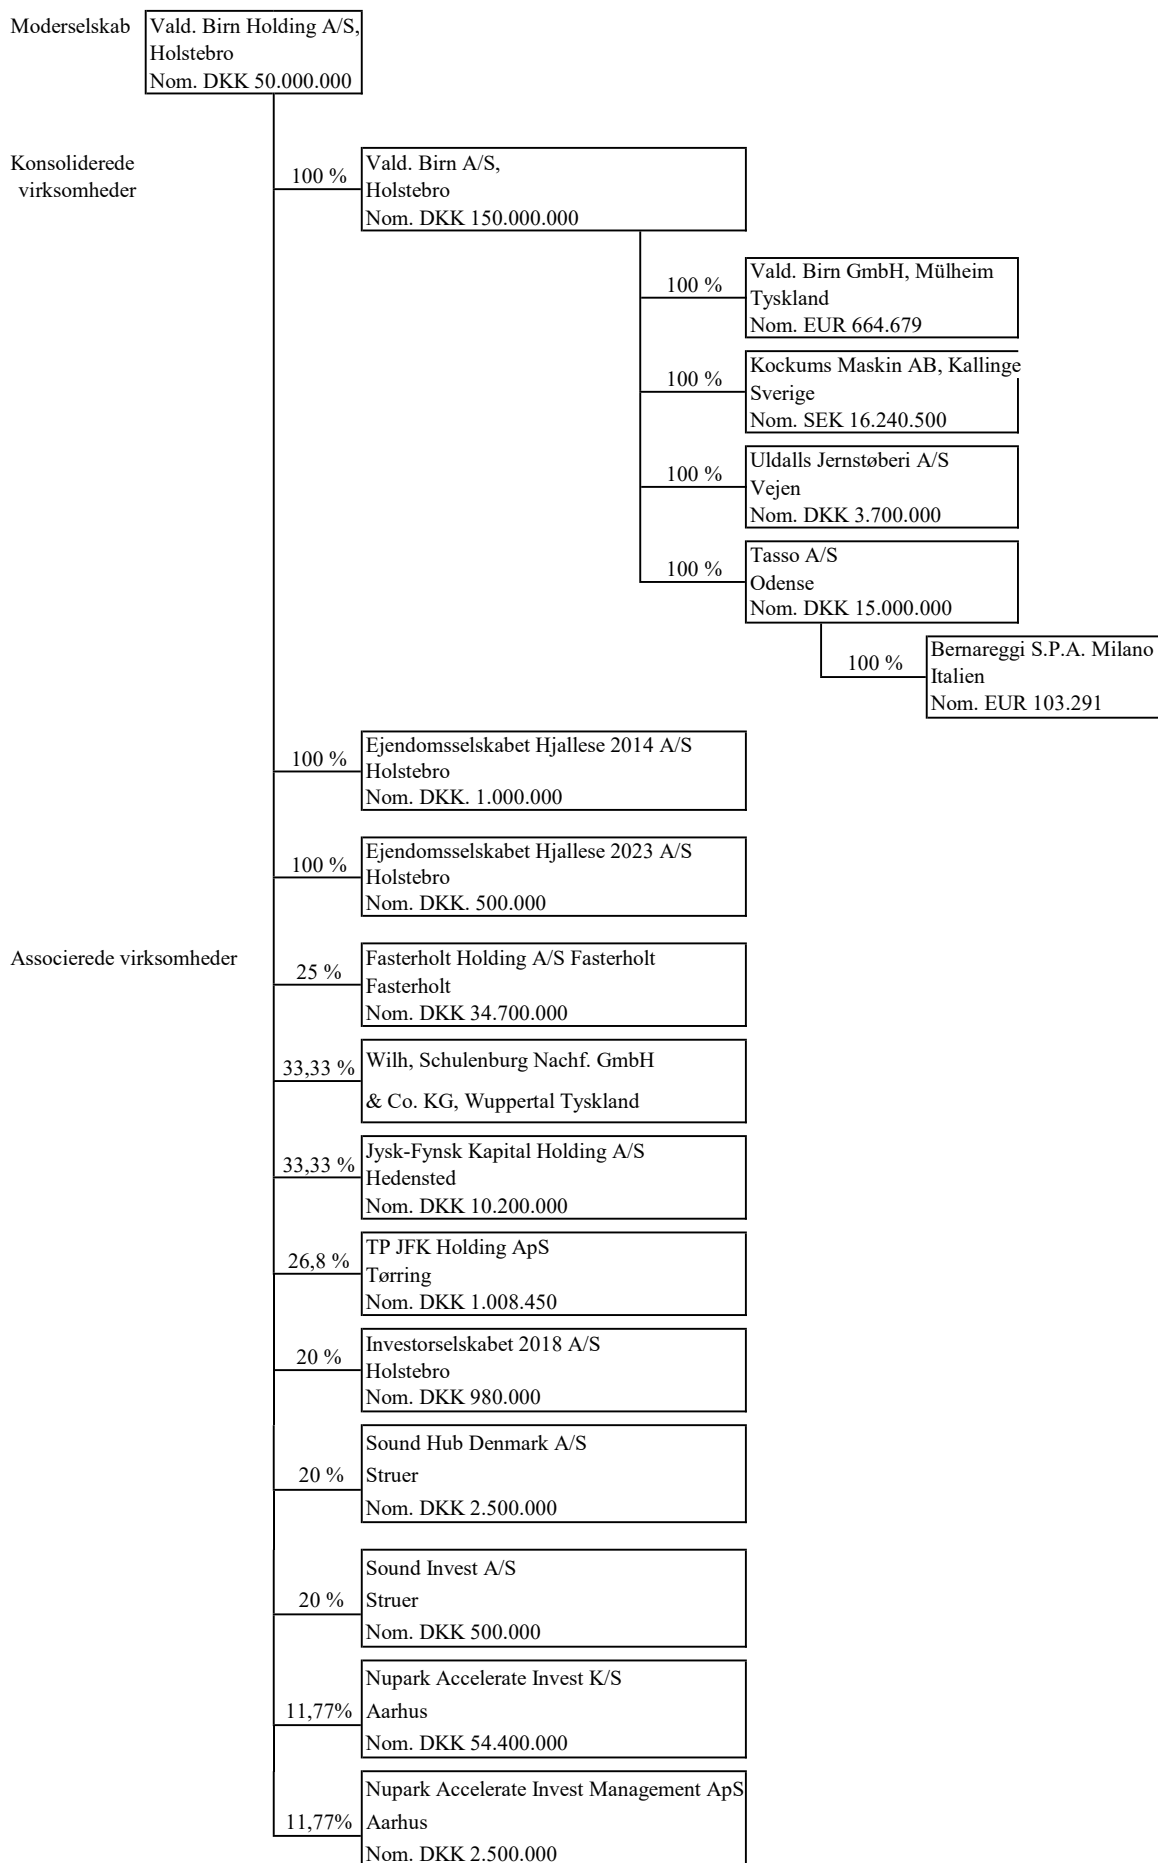 Moderselskab
Vald. Birn Holding A/S,
Holstebro
Nom. DKK 50.000.000
Konsoliderede
virksomheder
100 %
Vald. Birn A/S,
Holstebro
Nom. DKK 150.000.000
100 %
Vald. Birn GmbH, Mülheim
Tyskland
Nom. EUR 664.679
100 %
Kockums Maskin AB, Kallinge
Sverige
Nom. SEK 16.240.500
100 %
Uldalls Jernstøberi A/S
Vejen
Nom. DKK 3.700.000
100 %
Tasso A/S
Odense
Nom. DKK 15.000.000
100 %
Bernareggi S.P.A. Milano
Italien
Nom. EUR 103.291
100 %
Ejendomsselskabet Hjallese 2014 A/S
Holstebro
Nom. DKK. 1.000.000
100 %
Ejendomsselskabet Hjallese 2023 A/S
Holstebro
Nom. DKK. 500.000
Associerede virksomheder
25 %
Fasterholt Holding A/S Fasterholt
Fasterholt
Nom. DKK 34.700.000
33,33 %
Wilh, Schulenburg Nachf. GmbH
& Co. KG, Wuppertal Tyskland
33,33 %
Jysk-Fynsk Kapital Holding A/S
Hedensted
Nom. DKK 10.200.000
26,8 %
TP JFK Holding ApS
Tørring
Nom. DKK 1.008.450
20 %
Investorselskabet 2018 A/S
Holstebro
Nom. DKK 980.000
20 %
Sound Hub Denmark A/S
Struer
Nom. DKK 2.500.000
20 %
Sound Invest A/S
Struer
Nom. DKK 500.000
11,77%
Nupark Accelerate Invest K/S
Aarhus
Nom. DKK 54.400.000
11,77%
Nupark Accelerate Invest Management ApS
Aarhus
Nom. DKK 2.500.000